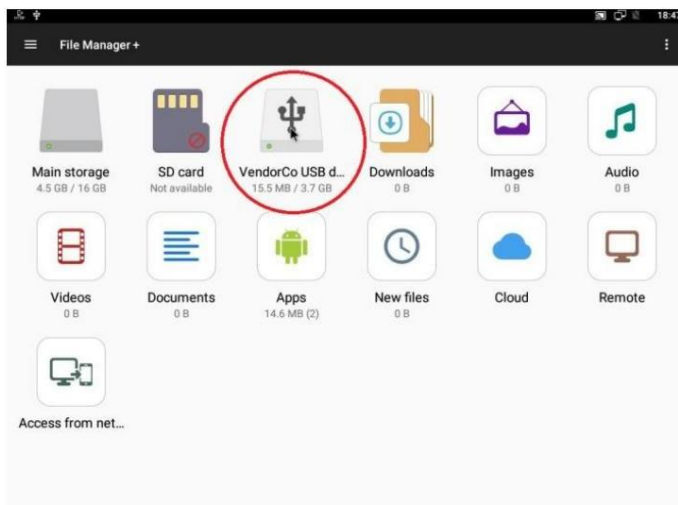 18:47
File Manager +
Main storage
4.5 GB / 16 GB
SD card
Not available
VendorCo USB d...
15.5 MB / 3.7 GB
Downloads
0 B
Images
0 B
Audio
0 B
Videos
0 B
Documents
0 B
Apps
14.6 MB (2)
New files
0 B
Cloud
Remote
Access from net...